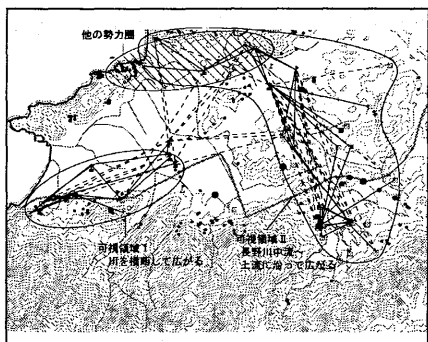 他の勢力圏
可視領域Ⅰ
川を横断して広がる
可視領域Ⅱ
長野川中流、
上流に沿って広がる